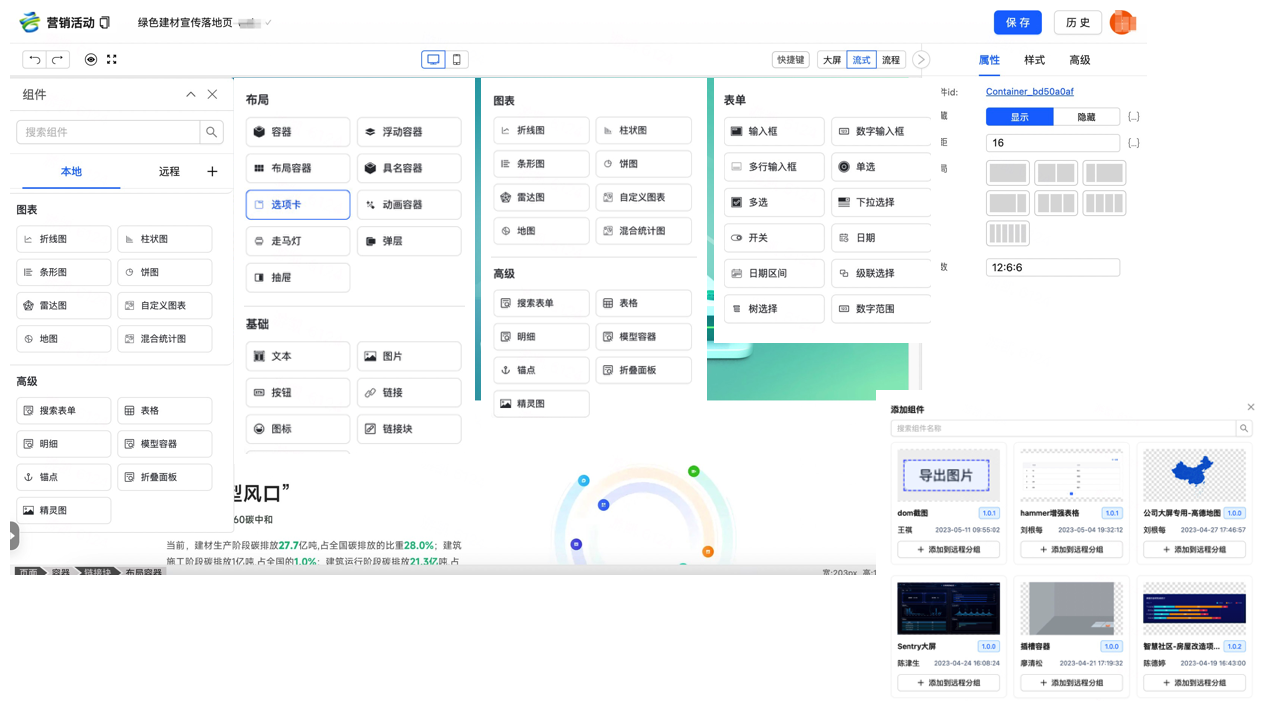 营销活动
绿色建材宣传落地页
保 存
历 史
快捷键
大屏
流式
流程
属性
样式
高级
组件
搜索组件
本地
远程
图表
折线图
柱状图
条形图
饼图
雷达图
自定义图表
地图
混合统计图
高级
搜索表单
表格
明细
模型容器
锚点
折叠面板
精灵图
布局
容器
浮动容器
布局容器
具名容器
选项卡
动画容器
走马灯
弹层
抽屉
基础
文本
图片
按钮
链接
图标
链接块
图表
折线图
柱状图
条形图
饼图
雷达图
自定义图表
地图
混合统计图
高级
搜索表单
表格
明细
模型容器
锚点
折叠面板
精灵图
表单
输入框
数字输入框
多行输入框
单选
多选
下拉选择
开关
日期
日期区间
级联选择
树选择
数字范围
件id:
Container_bd50a0af
藏
显示
隐藏
{...}
距
16
{...}
局
数
12:6:6
型风口”
60碳中和
当前，建材生产阶段碳排放27.7亿吨,占全国碳排放的比重28.0%；建筑
施工阶段碳排放1亿吨,占全国的1.0%；建筑运行阶段碳排放21.3亿吨,占
页面
容器
链接块
布局容器
宽:203px
高:1
添加组件
搜索组件名称
导出图片
dom截图
1.0.1
王祺
2023-05-11 09:55:02
添加到远程分组
hammer增强表格
1.0.1
刘根每
2023-05-04 19:32:12
添加到远程分组
公司大屏专用-高德地图
1.0.0
刘根每
2023-04-27 17:46:57
添加到远程分组
Sentry大屏
1.0.0
陈津生
2023-04-24 16:08:24
添加到远程分组
插槽容器
1.0.0
廖清松
2023-04-21 17:19:32
添加到远程分组
智慧社区-房屋改造项...
1.0.2
陈德婷
2023-04-19 16:43:00
添加到远程分组